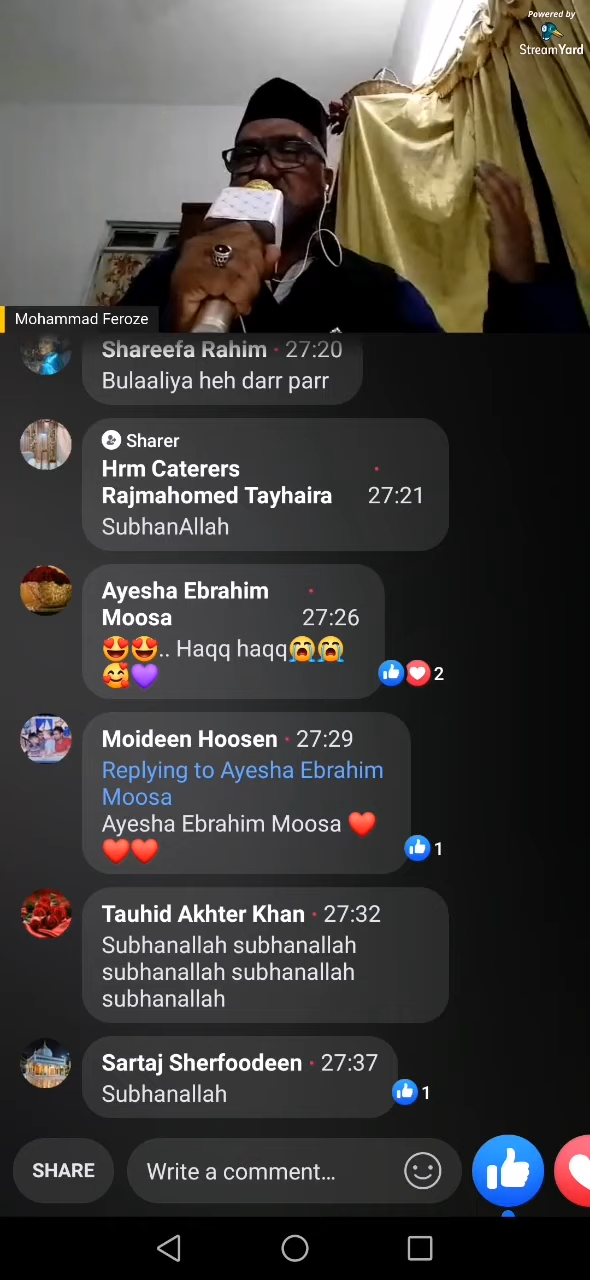 Powered by
StreamYard
Mohammad Feroze
Shareefa Rahim · 27:20
Bulaaliya heh darr parr
Sharer
Hrm Caterers ·
Rajmahomed Tayhaira 27:21
SubhanAllah
Ayesha Ebrahim ·
Moosa 27:26
😍😍.. Haqq haqq😭😭
🥰💜
2
Moideen Hoosen · 27:29
Replying to Ayesha Ebrahim
Moosa
Ayesha Ebrahim Moosa ❤️
❤️❤️
1
Tauhid Akhter Khan · 27:32
Subhanallah subhanallah
subhanallah subhanallah
subhanallah
Sartaj Sherfoodeen · 27:37
Subhanallah
1
SHARE
Write a comment...